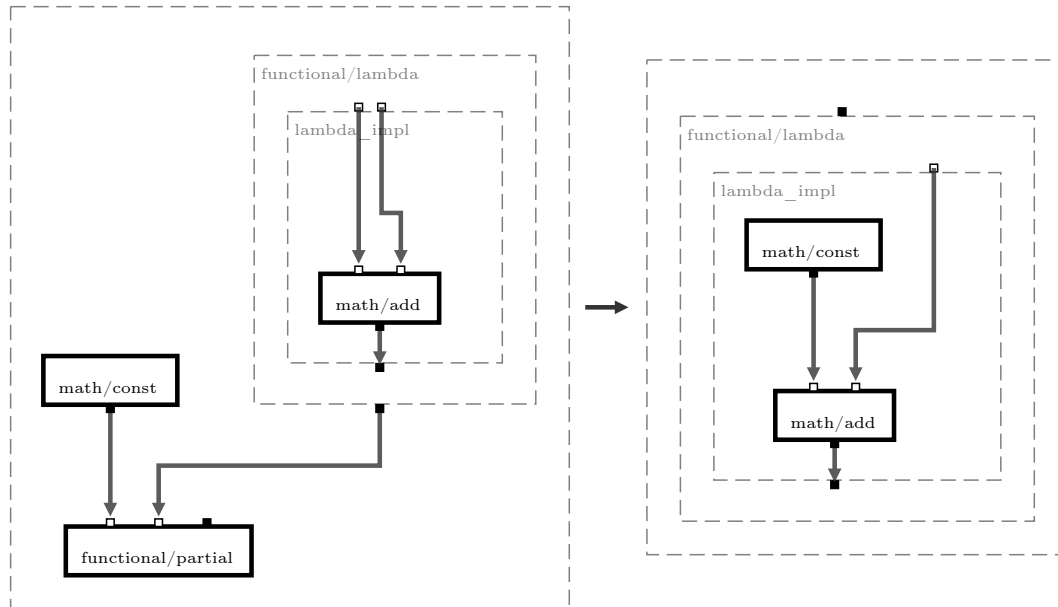 functional/lambda
lambda_impl
math/add
math/const
functional/partial
functional/lambda
lambda_impl
math/const
math/add